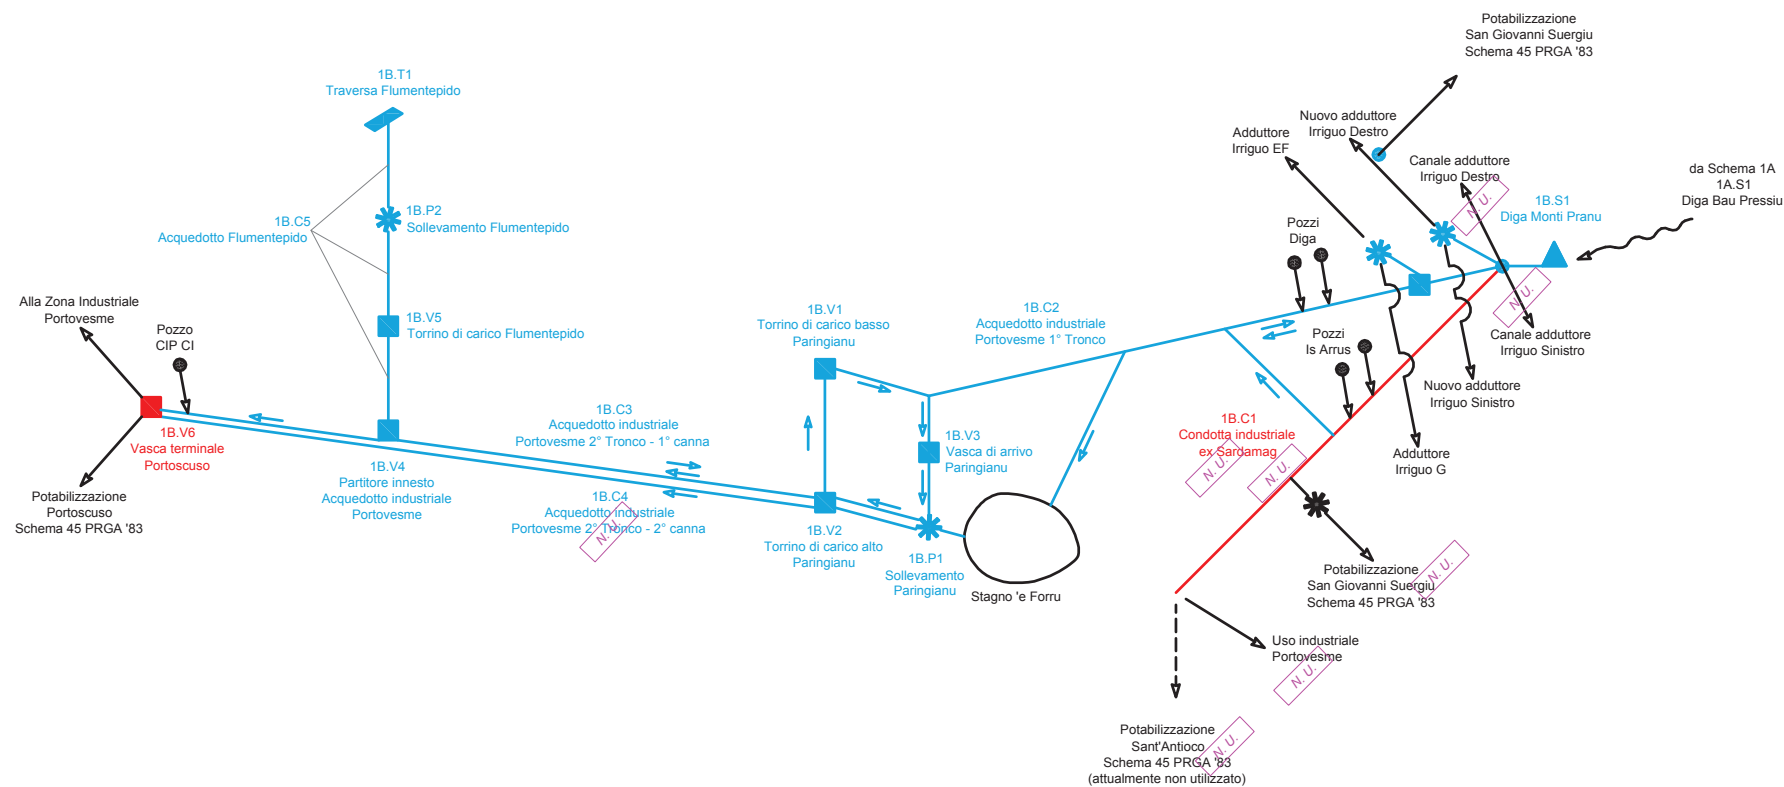 Potabilizzazione
San Giovanni Suergiu
Schema 45 PRGA '83
1B.T1
Traversa Flumentepido
Nuovo adduttore
Irriguo Destro
Adduttore
Irriguo EF
Canale adduttore
Irriguo Destro
N. U.
da Schema 1A
1A.S1
Diga Bau Pressiu
1B.S1
Diga Monti Pranu
1B.C5
Acquedotto Flumentepido
1B.P2
Sollevamento Flumentepido
Pozzi
Diga
N. U.
Alla Zona Industriale
Portovesme
Pozzo
CIP CI
1B.V5
Torrino di carico Flumentepido
1B.V1
Torrino di carico basso
Paringianu
1B.C2
Acquedotto industriale
Portovesme 1° Tronco
Pozzi
Is Arrus
Canale adduttore
Irriguo Sinistro
Nuovo adduttore
Irriguo Sinistro
1B.V6
Vasca terminale
Portoscuso
1B.C3
Acquedotto industriale
Portovesme 2° Tronco - 1° canna
1B.V3
Vasca di arrivo
Paringianu
1B.C1
Condotta industriale
ex Sardamag
N. U.
N. U.
Adduttore
Irriguo G
1B.V4
Partitore innesto
Acquedotto industriale
Portovesme
1B.C4
Acquedotto industriale
Portovesme 2° Tronco - 2° canna
N. U.
Potabilizzazione
Portoscuso
Schema 45 PRGA '83
1B.V2
Torrino di carico alto
Paringianu
1B.P1
Sollevamento
Paringianu
Stagno 'e Forru
Potabilizzazione
San Giovanni Suergiu
Schema 45 PRGA '83
N. U.
Uso industriale
Portovesme
N. U.
Potabilizzazione
Sant'Antioco
Schema 45 PRGA '83
(attualmente non utilizzato)
N. U.